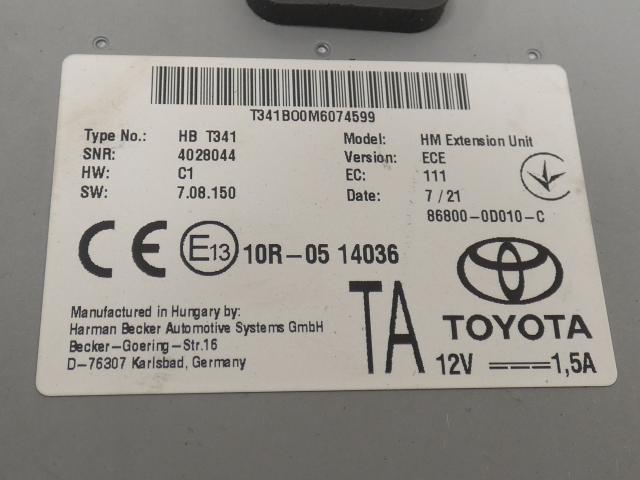 T341BO0M6074599
Type No.: HB T341
SNR: 4028044
HW: C1
SW: 7.08.150
Model: HM Extension Unit
Version: ECE
EC: 111
Date: 7 / 21
86800-0D010-C
CE E13 10R-05 14036
Manufactured in Hungary by:
Harman Becker Automotive Systems GmbH
Becker-Goering-Str.16
D-76307 Karlsbad, Germany
TA
TOYOTA
12V 1,5A